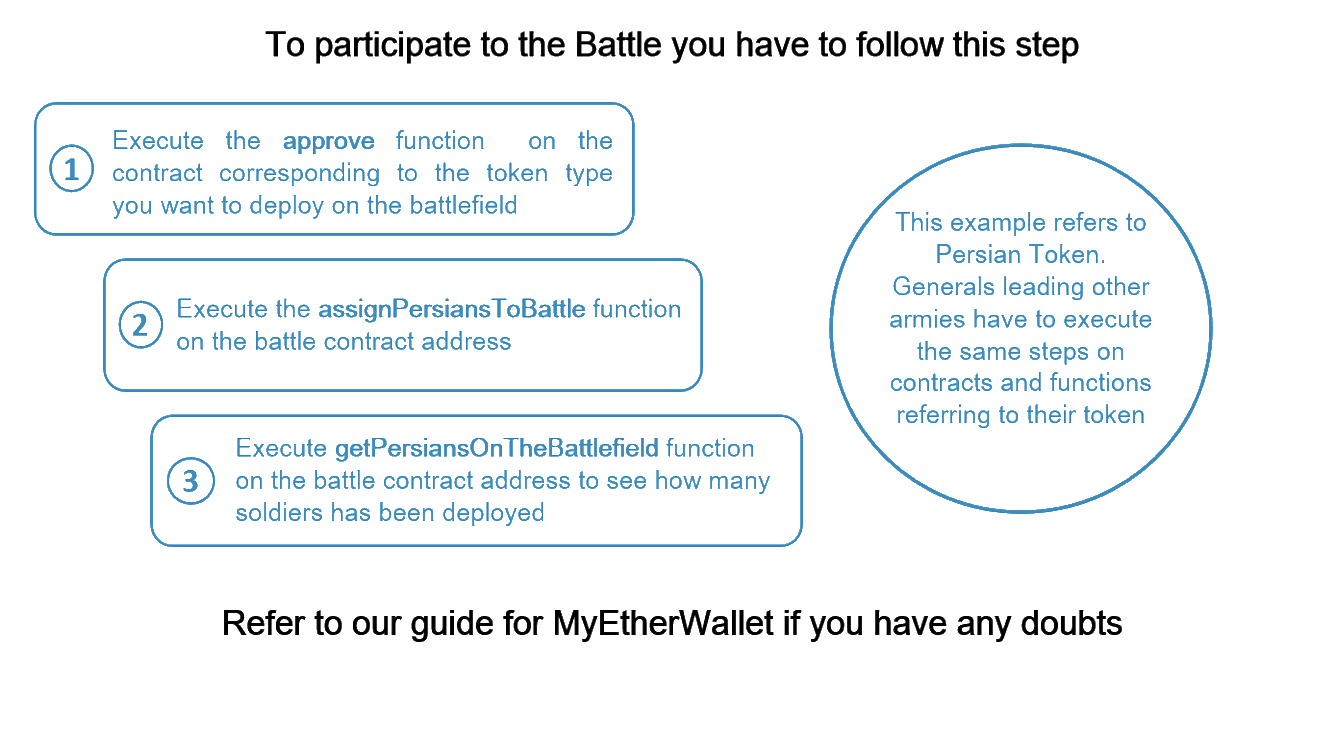 To participate to the Battle you have to follow this step
1
Execute the approve function on the
contract corresponding to the token type
you want to deploy on the battlefield
2
Execute the assignPersiansToBattle function
on the battle contract address
3
Execute getPersiansOnTheBattlefield function
on the battle contract address to see how many
soldiers has been deployed
This example refers to
Persian Token.
Generals leading other
armies have to execute
the same steps on
contracts and functions
referring to their token
Refer to our guide for MyEtherWallet if you have any doubts